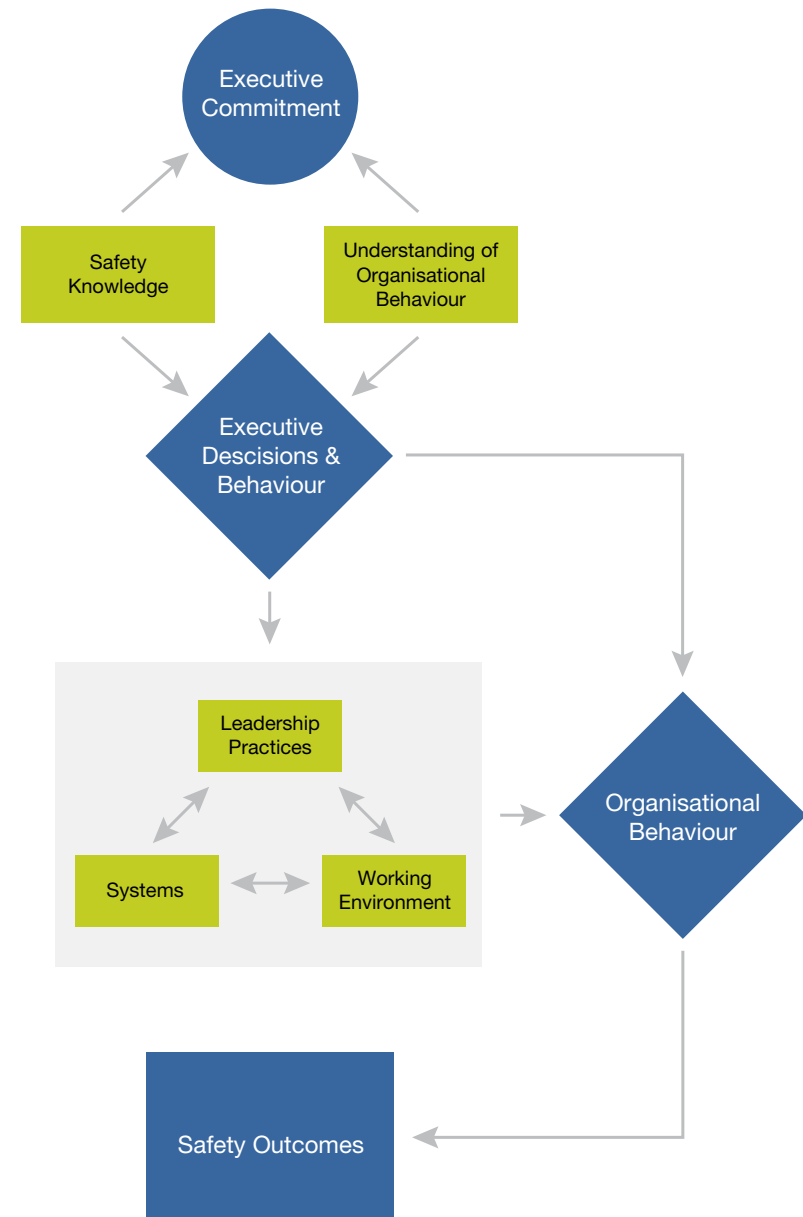 Executive
Commitment
Safety
Knowledge
Understanding of
Organisational
Behaviour
Executive
Descisions &
Behaviour
Leadership
Practices
Systems
Working
Environment
Organisational
Behaviour
Safety Outcomes